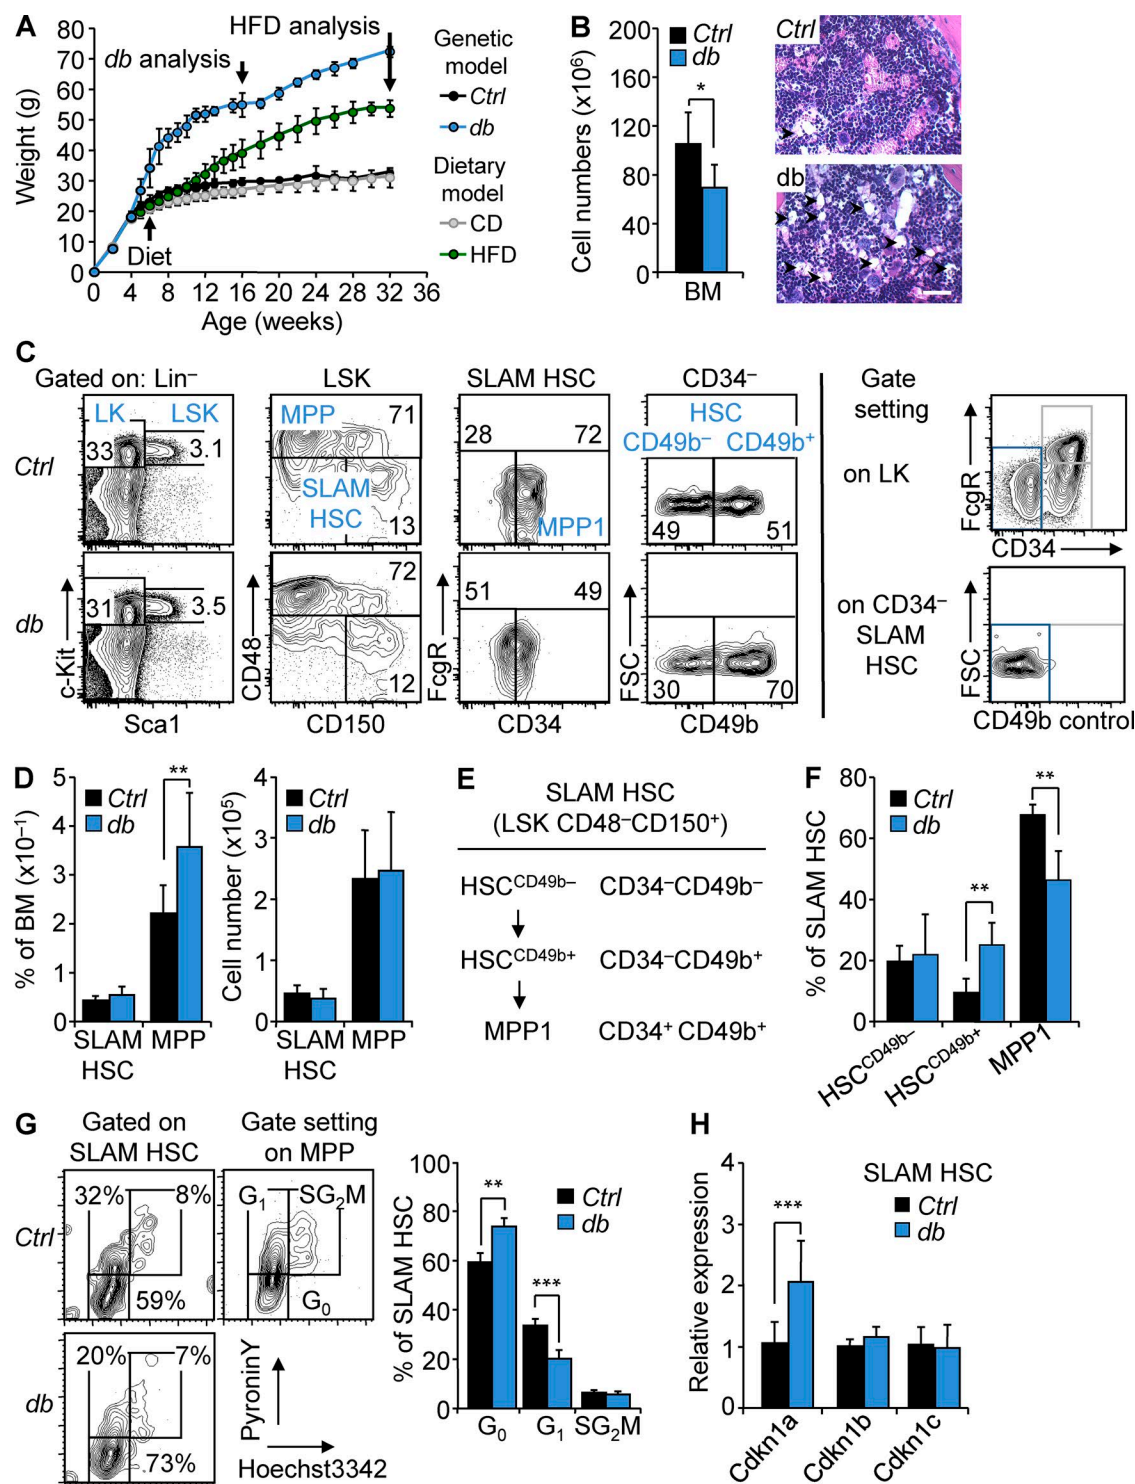 A
80
70
60
50
40
30
20
10
0
Weight (g)
0 4 8 12 16 20 24 28 32 36
Age (weeks)
HFD analysis
db analysis
Diet
Genetic
model
Ctrl
db
Dietary
model
CD
HFD
B
200
160
120
80
40
0
Cell numbers (x10⁶)
Ctrl
db
*
BM
Ctrl
db
C
Gated on: Lin–
LSK
SLAM HSC
CD34–
Gate
setting
Ctrl
LK
LSK
33
3.1
MPP
71
SLAM
HSC
13
28
72
MPP1
HSC
CD49b– CD49b+
49
51
on LK
FcgR
CD34
db
31
3.5
c-Kit
Sca1
72
12
CD48
CD150
51
49
FcgR
CD34
30
70
FSC
CD49b
on CD34–
SLAM
HSC
FSC
CD49b control
D
5
4
3
2
1
0
% of BM (x10⁻¹)
Ctrl
db
**
SLAM
HSC
MPP
4
3
2
1
0
Cell number (x10⁵)
Ctrl
db
SLAM
HSC
MPP
E
SLAM HSC
(LSK CD48–CD150+)
HSC^CD49b– CD34–CD49b–
HSC^CD49b+ CD34–CD49b+
MPP1 CD34+ CD49b+
F
80
60
40
20
0
% of SLAM HSC
Ctrl
db
**
**
HSC^CD49b–
HSC^CD49b+
MPP1
G
Gated on
SLAM HSC
Gate setting
on MPP
Ctrl
32%
8%
59%
G₁
SG₂M
G₀
db
20%
7%
73%
PyroninY
Hoechst3342
100
80
60
40
20
0
% of SLAM HSC
Ctrl
db
**
***
G₀
G₁
SG₂M
H
4
3
2
1
0
Relative expression
SLAM HSC
Ctrl
db
***
Cdkn1a
Cdkn1b
Cdkn1c